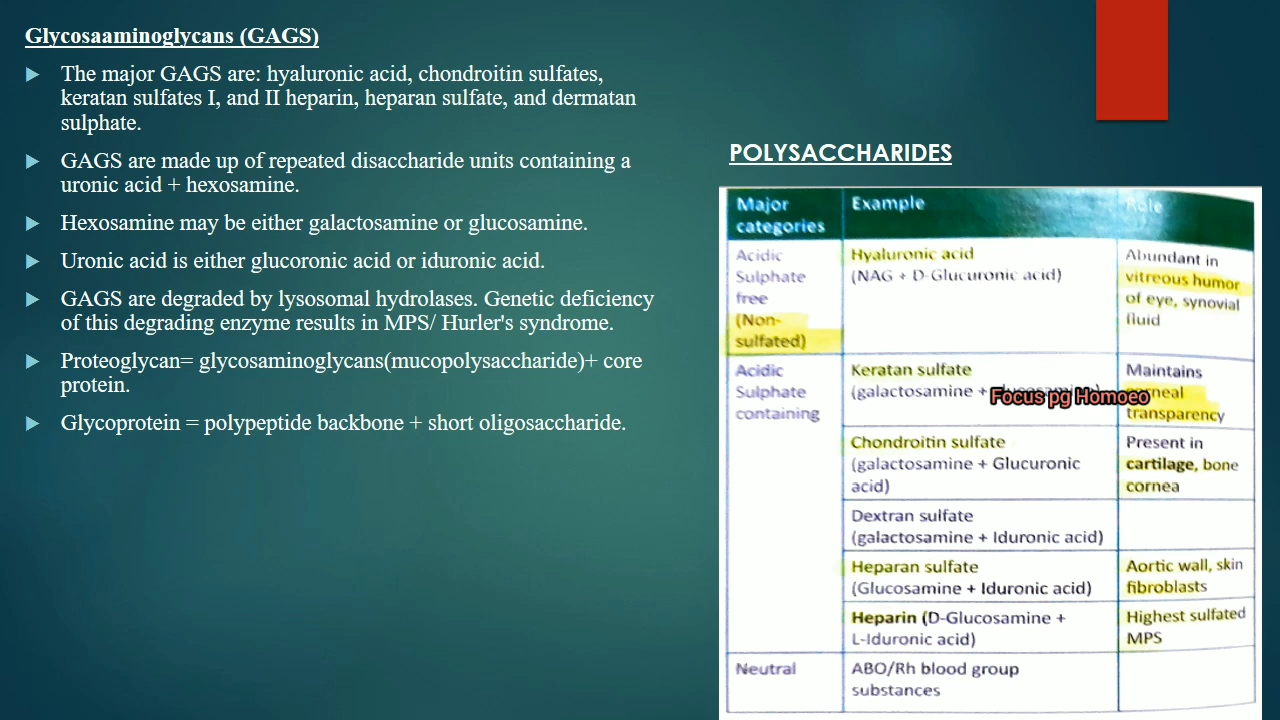 Glycosaaminoglycans (GAGS)
The major GAGS are: hyaluronic acid, chondroitin sulfates,
keratan sulfates I, and II heparin, heparan sulfate, and dermatan
sulphate.
GAGS are made up of repeated disaccharide units containing a
uronic acid + hexosamine.
Hexosamine may be either galactosamine or glucosamine.
Uronic acid is either glucoronic acid or iduronic acid.
GAGS are degraded by lysosomal hydrolases. Genetic deficiency
of this degrading enzyme results in MPS/ Hurler's syndrome.
Proteoglycan= glycosaminoglycans(mucopolysaccharide)+ core
protein.
Glycoprotein = polypeptide backbone + short oligosaccharide.
POLYSACCHARIDES
Major
categories
Example
Role
Acidic
Sulphate
free
(Non-
sulfated)
Hyaluronic acid
(NAG + D-Glucuronic acid)
Abundant in
vitreous humor
of eye, synovial
fluid
Acidic
Sulphate
containing
Keratan sulfate
(galactosamine +
Maintains
corneal
transparency
Focus pg Homoeo
Chondroitin sulfate
(galactosamine + Glucuronic
acid)
Present in
cartilage, bone
cornea
Dextran sulfate
(galactosamine + Iduronic acid)
Heparan sulfate
(Glucosamine + Iduronic acid)
Aortic wall, skin
fibroblasts
Heparin (D-Glucosamine +
L-Iduronic acid)
Highest sulfated
MPS
Neutral
ABO/Rh blood group
substances